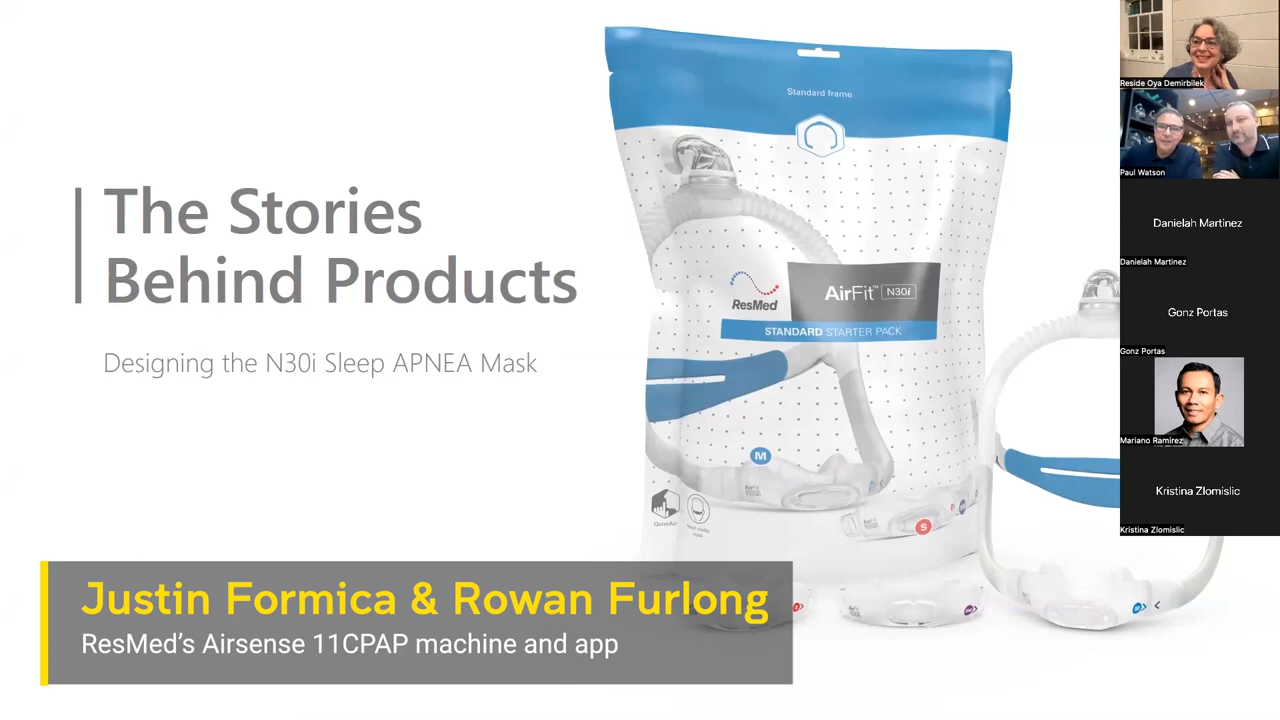 The Stories
Behind Products
Designing the N30i Sleep APNEA Mask
Standard frame
ResMed
AirFit™ N30i
STANDARD STARTER PACK
M
S
QuietAir
Justin Formica & Rowan Furlong
ResMed’s Airsense 11CPAP machine and app
Reside Oya Demirbilek
Paul Watson
Danielah Martinez
Danielah Martinez
Gonz Portas
Gonz Portas
Mariano Ramirez
Kristina Zlomislic
Kristina Zlomislic